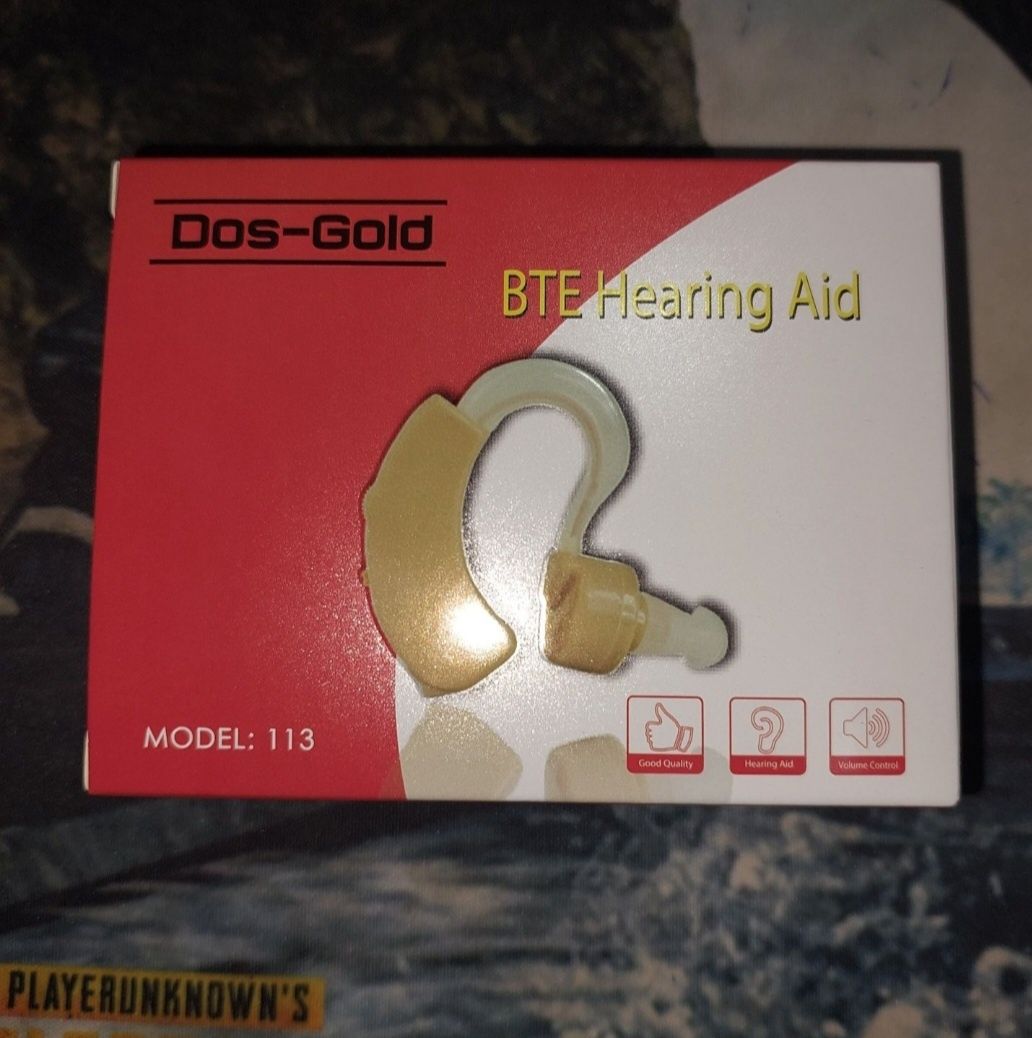 Dos-Gold
BTE Hearing Aid
MODEL: 113
Good Quality
Hearing Aid
Volume Control
PLAYERUNKNOWN'S